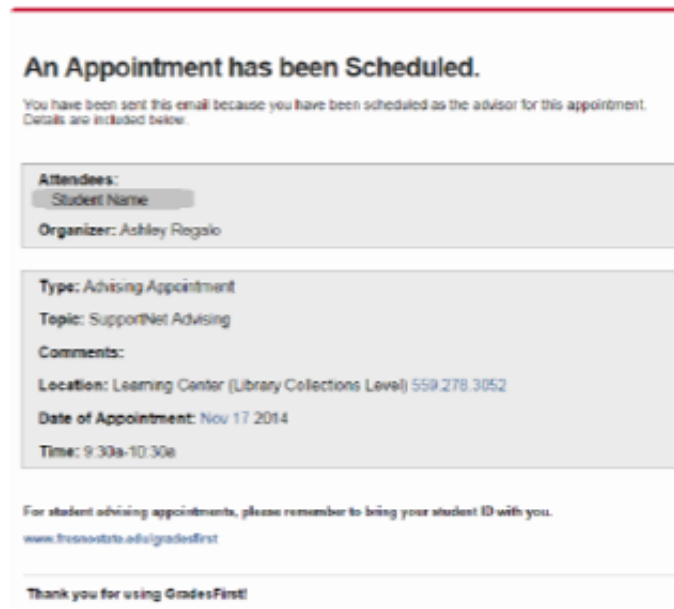 An Appointment has been Scheduled.
You have been sent this email because you have been scheduled as the advisor for this appointment.
Details are included below.
Attendees:
Student Name
Organizer: Ashley Regalo
Type: Advising Appointment
Topic: SupportNet Advising
Comments:
Location: Learning Center (Library Collections Level) 559.278.3052
Date of Appointment: Nov 17 2014
Time: 9:30a-10:30a
For student advising appointments, please remember to bring your student ID with you.
www.fresnostate.edu/gradesfirst
Thank you for using GradesFirst!